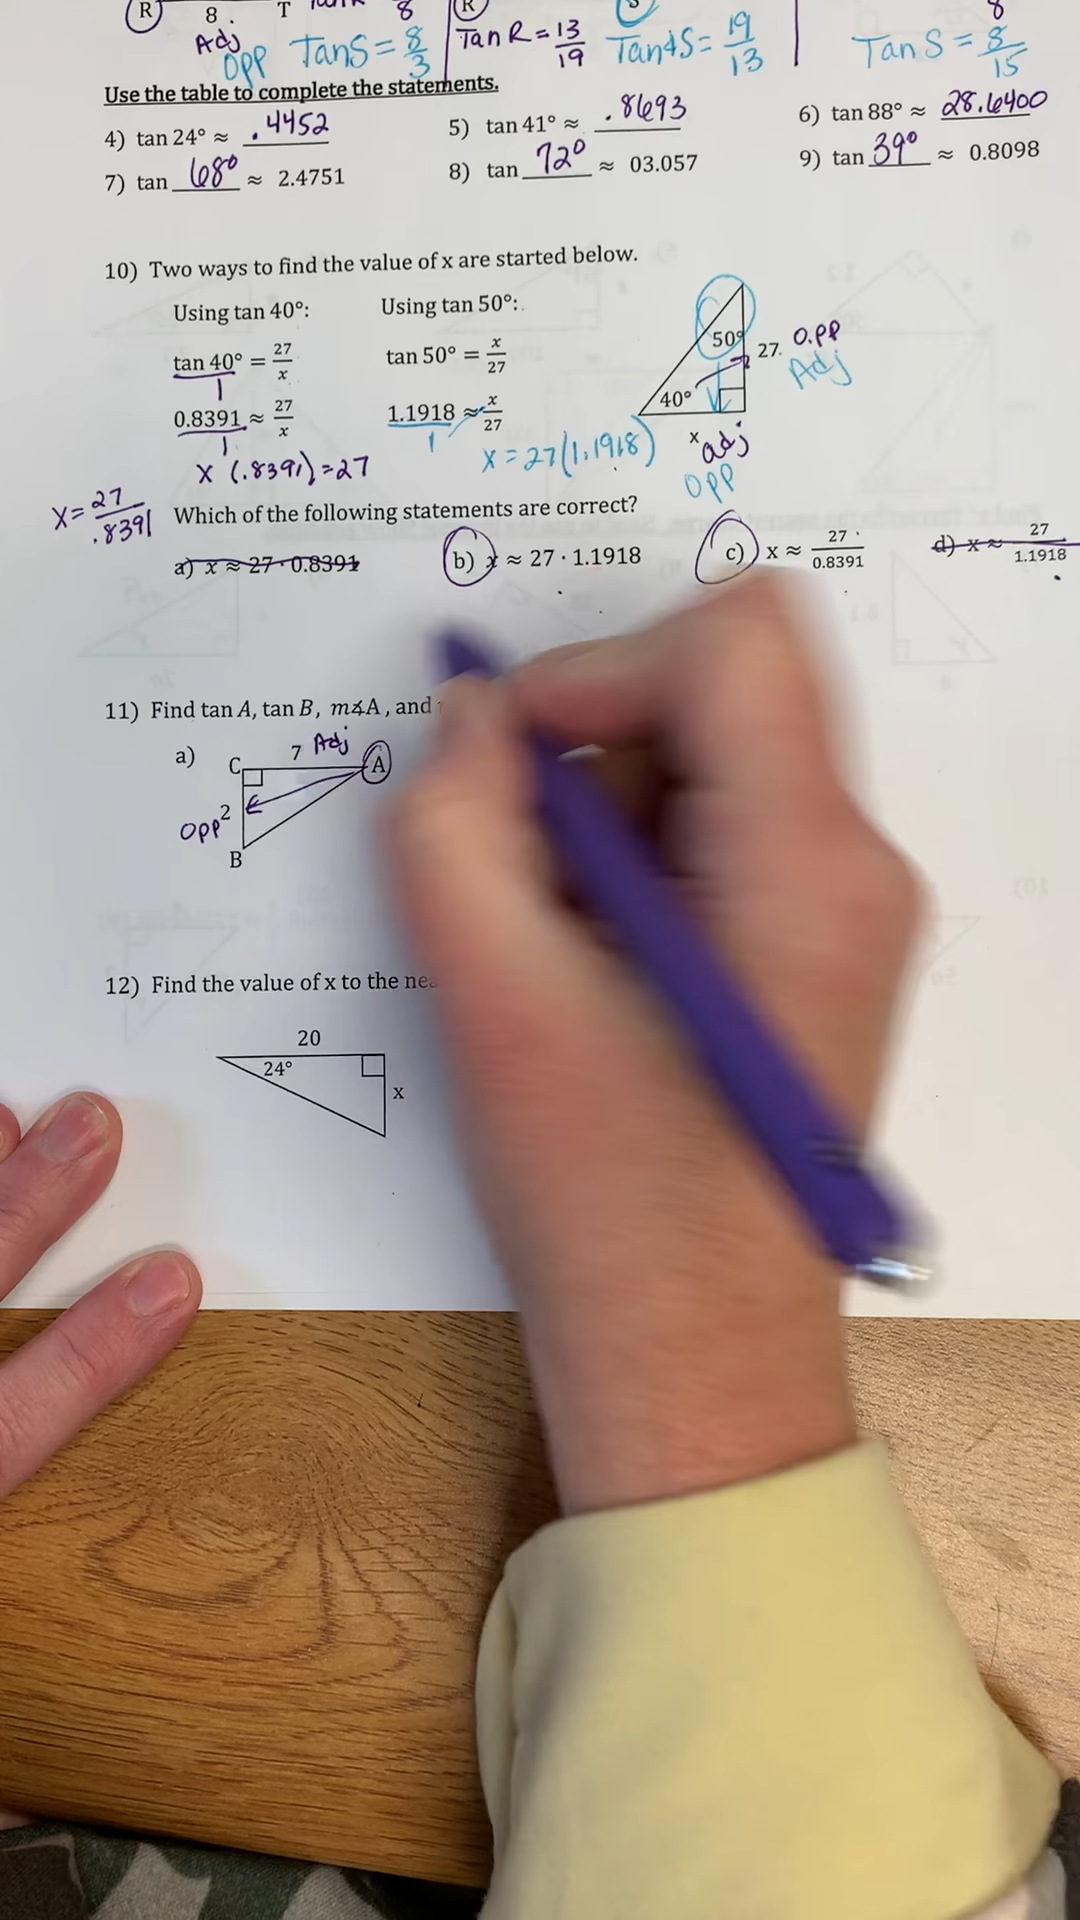 R 8 . T 8 R S 8
Adj
Opp Tan S = 8/3 Tan R = 13/19 Tan S = 19/13 Tan S = 8/15
Use the table to complete the statements.
4) tan 24° ≈ .4452 5) tan 41° ≈ .8693 6) tan 88° ≈ 28.6400
7) tan 68° ≈ 2.4751 8) tan 72° ≈ 03.057 9) tan 39° ≈ 0.8098
10) Two ways to find the value of x are started below.
Using tan 40°: Using tan 50°:
tan 40° = 27/x tan 50° = x/27
1
0.8391 ≈ 27/x 1.1918 ≈ x/27
1 1
x (.8391) = 27 x = 27(1.1918)
50° 27. O.PP
Adj
40°
x adj
OPP
x = 27/.8391
Which of the following statements are correct?
a) x ≈ 27 · 0.8391 b) x ≈ 27 · 1.1918 c) x ≈ 27/0.8391 d) x ≈ 27/1.1918
11) Find tan A, tan B, m∡A , and
a) C 7 Adj A
Opp 2
B
12) Find the value of x to the
20
24°
x